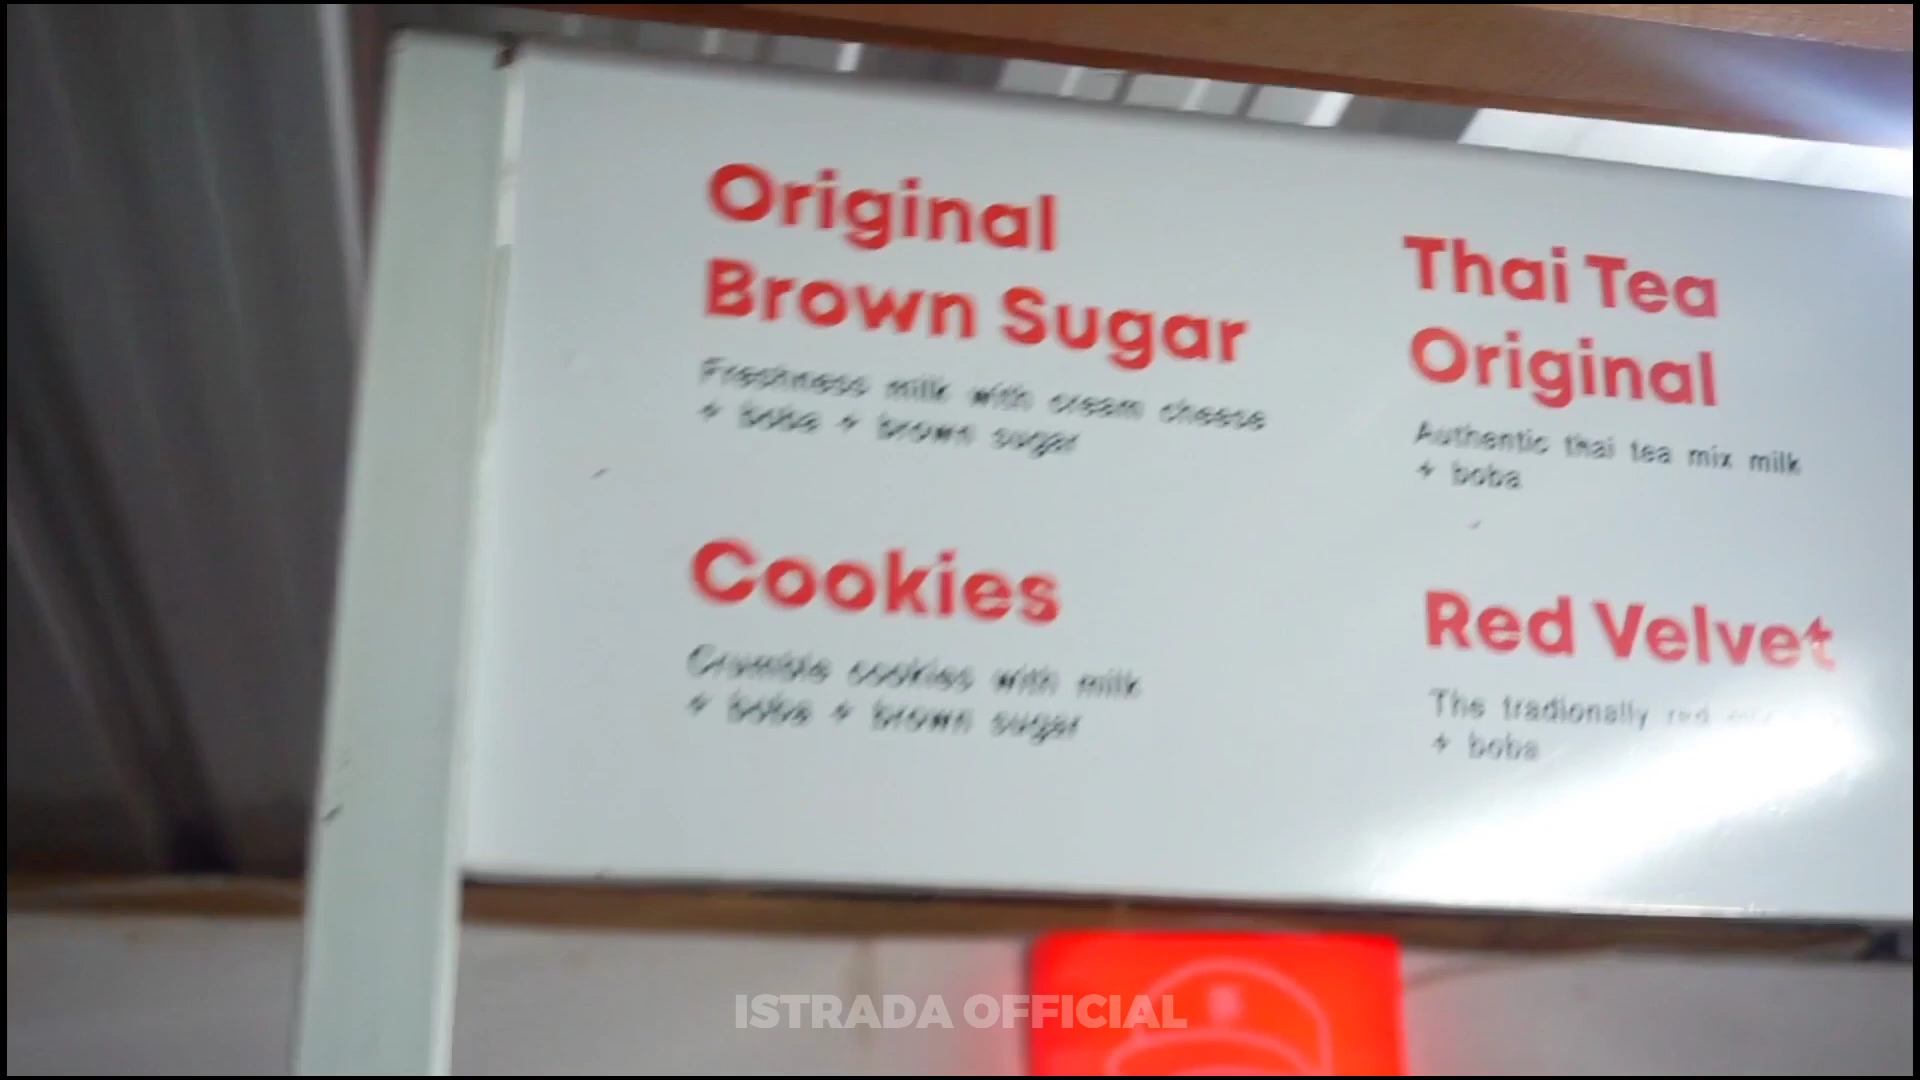 Original
Brown Sugar
Freshness milk with cream cheese
+ boba + brown sugar
Thai Tea
Original
Authentic thai tea mix milk
+ boba
Cookies
Crumble cookies with milk
+ boba + brown sugar
Red Velvet
The tradionally red
+ boba
ISTRADA OFFICIAL